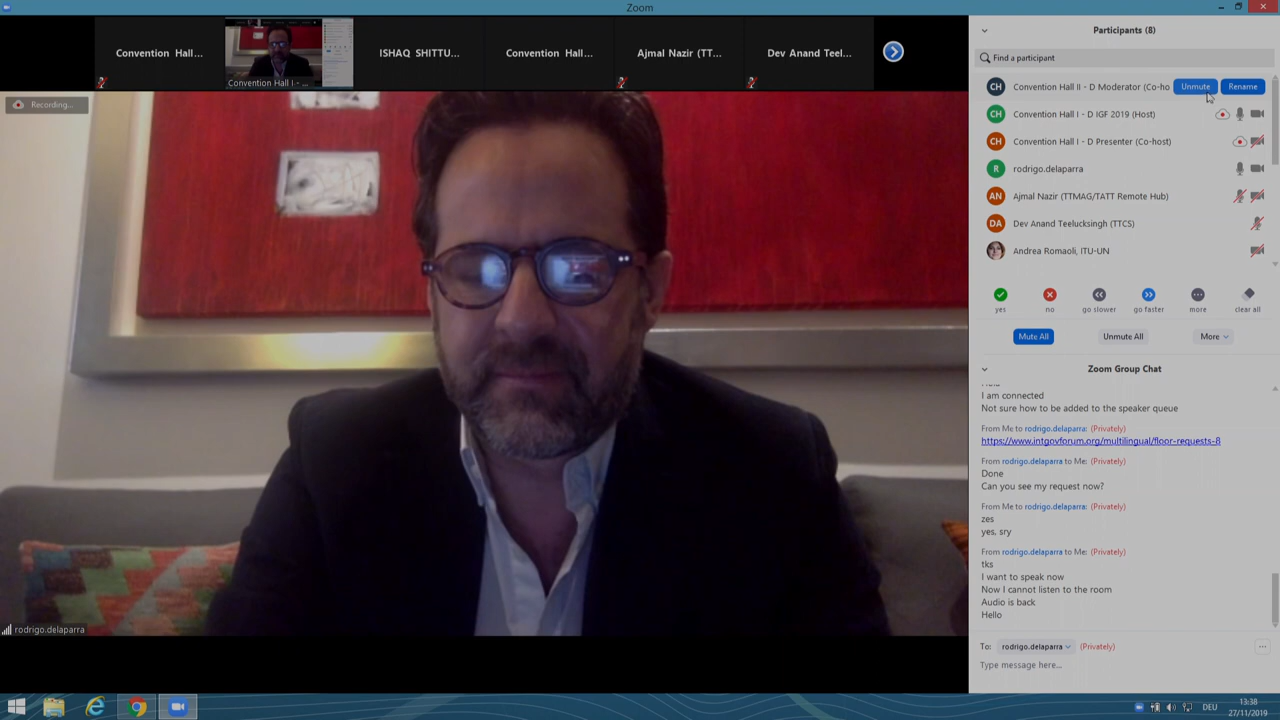 Zoom
Convention Hall...
Convention Hall I - ...
ISHAQ SHITTU...
Convention Hall...
Ajmal Nazir (TT...
Dev Anand Teel...
Recording...
rodrigo.delaparra
Participants (8)
Find a participant
CH Convention Hall II - D Moderator (Co-ho Unmute Rename
CH Convention Hall I - D IGF 2019 (Host)
CH Convention Hall I - D Presenter (Co-host)
R rodrigo.delaparra
AN Ajmal Nazir (TTMAG/TATT Remote Hub)
DA Dev Anand Teelucksingh (TTCS)
Andrea Romaoli, ITU-UN
yes no go slower go faster more clear all
Mute All Unmute All More
Zoom Group Chat
I am connected
Not sure how to be added to the speaker queue
From Me to rodrigo.delaparra: (Privately)
https://www.intgovforum.org/multilingual/floor-requests-8
From rodrigo.delaparra to Me: (Privately)
Done
Can you see my request now?
From Me to rodrigo.delaparra: (Privately)
zes
yes, sry
From rodrigo.delaparra to Me: (Privately)
tks
I want to speak now
Now I cannot listen to the room
Audio is back
Hello
To: rodrigo.delaparra (Privately)
Type message here...
DEU
13:38
27/11/2019